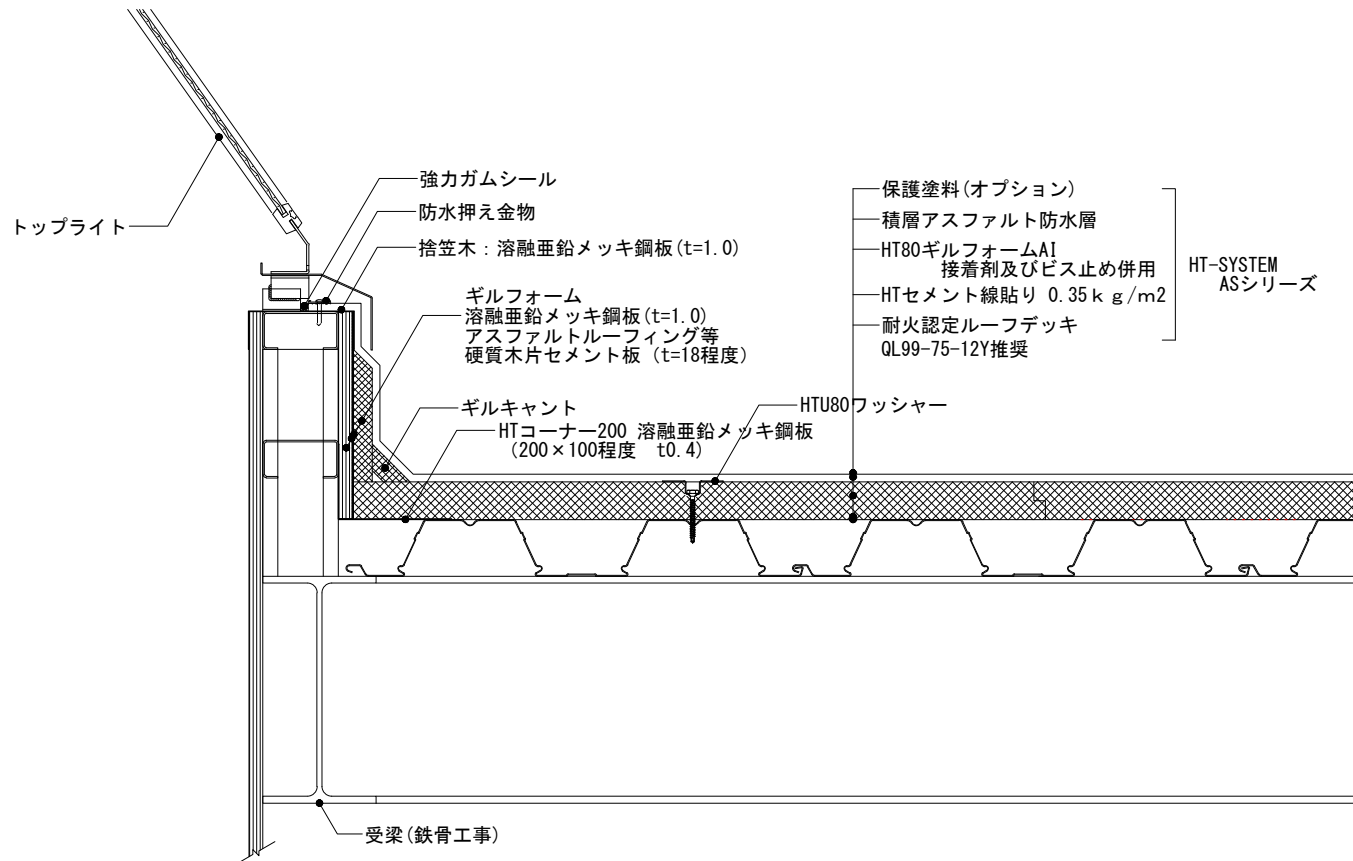 トップライト
強力ガムシール
防水押え金物
捨笠木：溶融亜鉛メッキ鋼板(t=1.0)
ギルフォーム
溶融亜鉛メッキ鋼板(t=1.0)
アスファルトルーフィング等
硬質木片セメント板 (t=18程度)
ギルキャント
HTコーナー200 溶融亜鉛メッキ鋼板
(200×100程度 t0.4)
HTU80ワッシャー
保護塗料(オプション)
積層アスファルト防水層
HT80ギルフォームAI
接着剤及びビス止め併用
HTセメント線貼り 0.35ｋｇ/m2
耐火認定ルーフデッキ
QL99-75-12Y推奨
HT-SYSTEM
ASシリーズ
受梁(鉄骨工事)